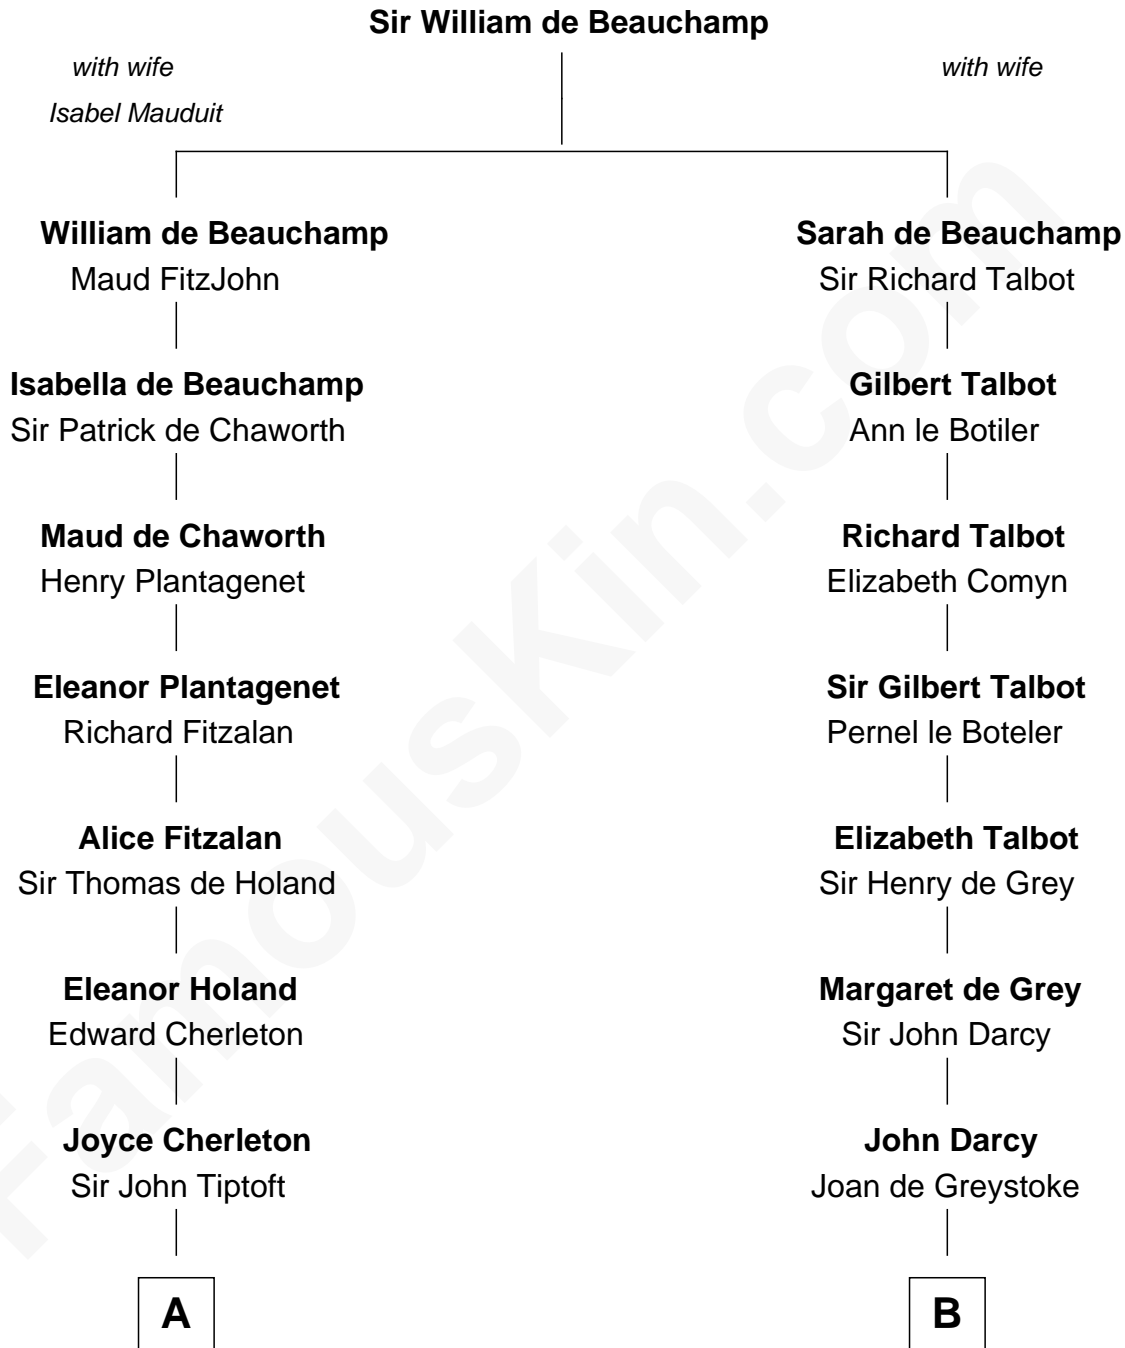 Sir William de Beauchamp
with wife
Isabel Mauduit
with wife
William de Beauchamp
Maud FitzJohn
Isabella de Beauchamp
Sir Patrick de Chaworth
Maud de Chaworth
Henry Plantagenet
Eleanor Plantagenet
Richard Fitzalan
Alice Fitzalan
Sir Thomas de Holand
Eleanor Holand
Edward Cherleton
Joyce Cherleton
Sir John Tiptoft
A
Sarah de Beauchamp
Sir Richard Talbot
Gilbert Talbot
Ann le Botiler
Richard Talbot
Elizabeth Comyn
Sir Gilbert Talbot
Pernel le Boteler
Elizabeth Talbot
Sir Henry de Grey
Margaret de Grey
Sir John Darcy
John Darcy
Joan de Greystoke
B
FamousKin.com